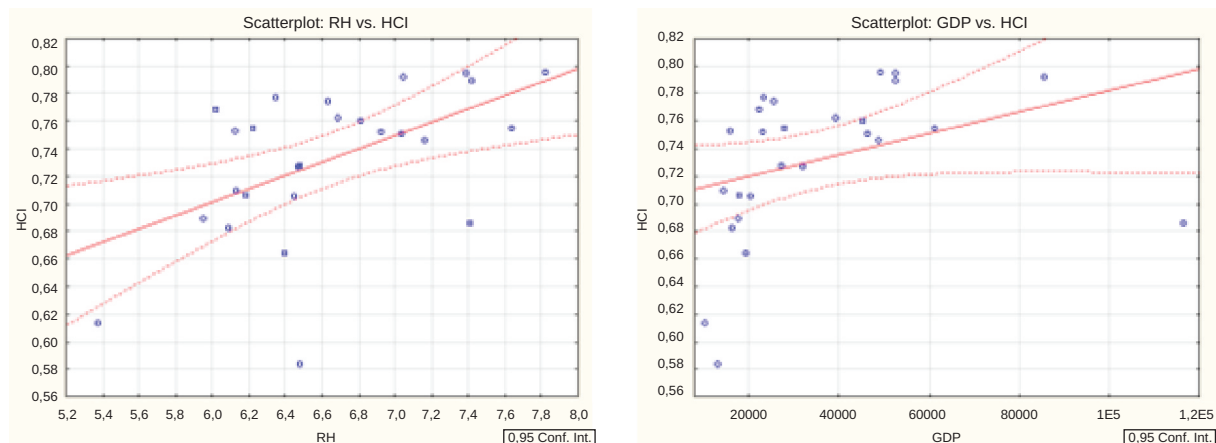 Scatterplot: RH vs. HCI
0,82
0,80
0,78
0,76
0,74
0,72
0,70
0,68
0,66
0,64
0,62
0,60
0,58
0,56
HCI
5,2 5,4 5,6 5,8 6,0 6,2 6,4 6,6 6,8 7,0 7,2 7,4 7,6 7,8 8,0
RH
0,95 Conf. Int.
Scatterplot: GDP vs. HCI
0,82
0,80
0,78
0,76
0,74
0,72
0,70
0,68
0,66
0,64
0,62
0,60
0,58
0,56
HCI
20000 40000 60000 80000 1E5 1,2E5
GDP
0,95 Conf. Int.